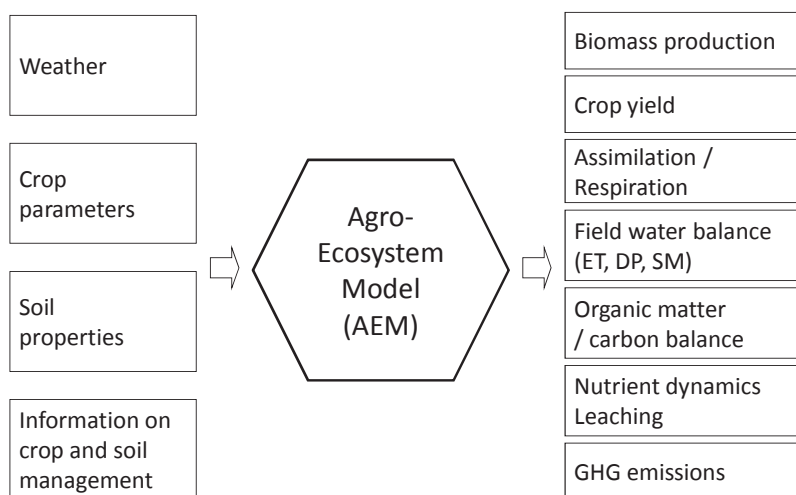 Weather
Crop
parameters
Soil
properties
Information on
crop and soil
management
Agro-
Ecosystem
Model
(AEM)
Biomass production
Crop yield
Assimilation /
Respiration
Field water balance
(ET, DP, SM)
Organic matter
/ carbon balance
Nutrient dynamics
Leaching
GHG emissions